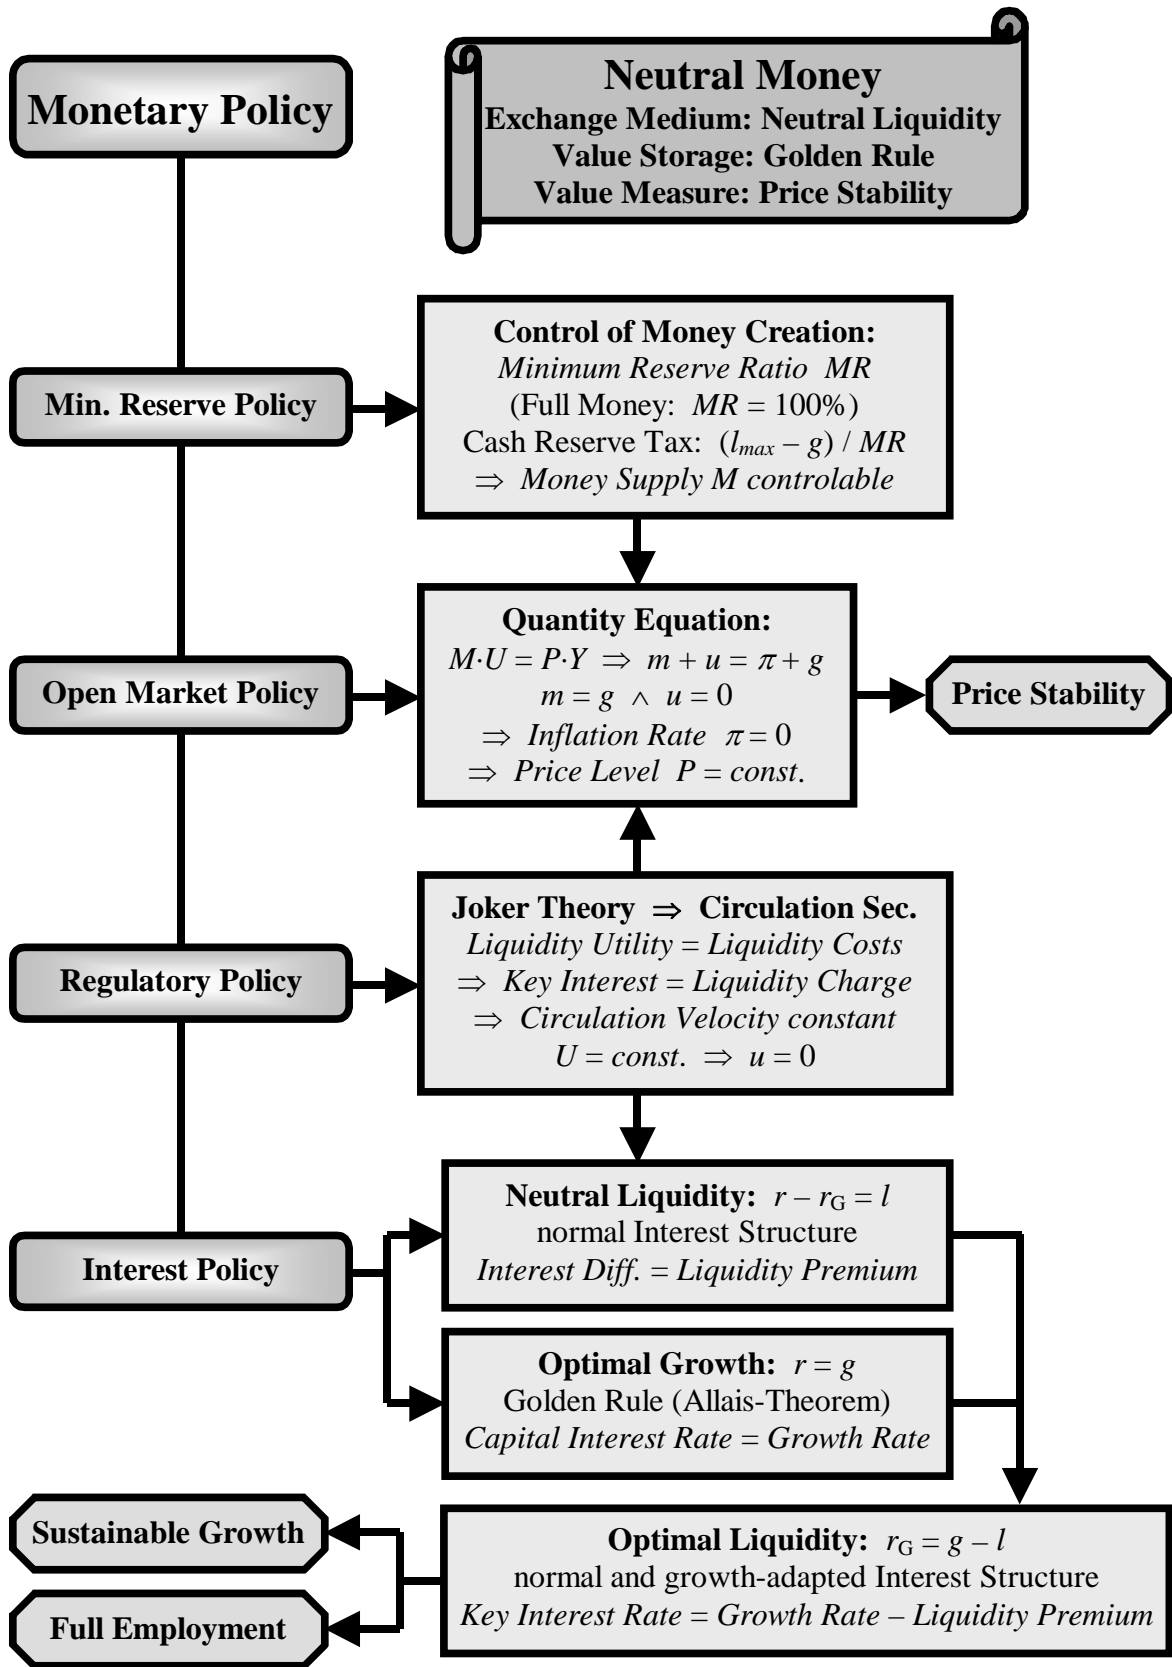 Monetary Policy
Neutral Money
Exchange Medium: Neutral Liquidity
Value Storage: Golden Rule
Value Measure: Price Stability
Control of Money Creation:
Minimum Reserve Ratio MR
(Full Money: MR = 100%)
Cash Reserve Tax: (l_max – g) / MR
⇒ Money Supply M controlable
Min. Reserve Policy
Quantity Equation:
M·U = P·Y ⇒ m + u = π + g
m = g ∧ u = 0
⇒ Inflation Rate π = 0
⇒ Price Level P = const.
Open Market Policy
Price Stability
Joker Theory ⇒ Circulation Sec.
Liquidity Utility = Liquidity Costs
⇒ Key Interest = Liquidity Charge
⇒ Circulation Velocity constant
U = const. ⇒ u = 0
Regulatory Policy
Neutral Liquidity: r – r_G = l
normal Interest Structure
Interest Diff. = Liquidity Premium
Interest Policy
Optimal Growth: r = g
Golden Rule (Allais-Theorem)
Capital Interest Rate = Growth Rate
Optimal Liquidity: r_G = g – l
normal and growth-adapted Interest Structure
Key Interest Rate = Growth Rate – Liquidity Premium
Sustainable Growth
Full Employment